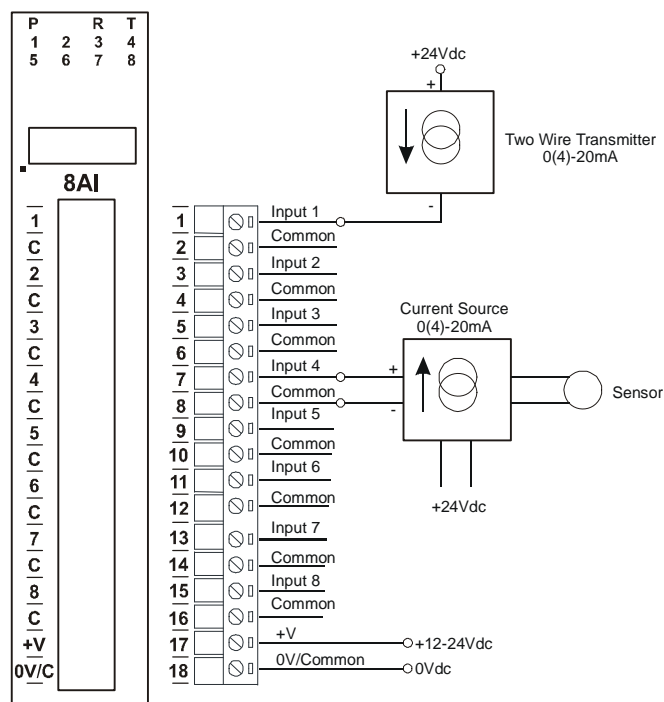 P R T
1 2 3 4
5 6 7 8
8AI
1
C
2
C
3
C
4
C
5
C
6
C
7
C
8
C
+V
0V/C
1 Input 1
2 Common
3 Input 2
4 Common
5 Input 3
6 Common
7 Input 4
8 Common
9 Input 5
10 Common
11 Input 6
12 Common
13 Input 7
14 Common
15 Input 8
16 Common
17 +V +12-24Vdc
18 0V/Common 0Vdc
+24Vdc
+
Two Wire Transmitter
0(4)-20mA
-
Current Source
0(4)-20mA
+
-
Sensor
+24Vdc